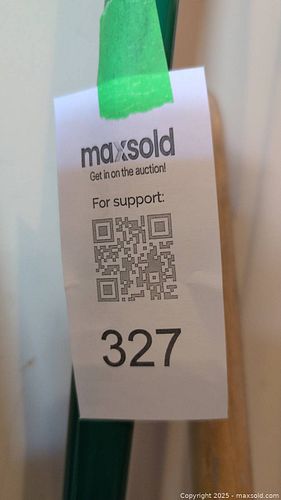 maxsold
Get in on the auction!
For support:
327
Copyright © 2025 - maxsold.com